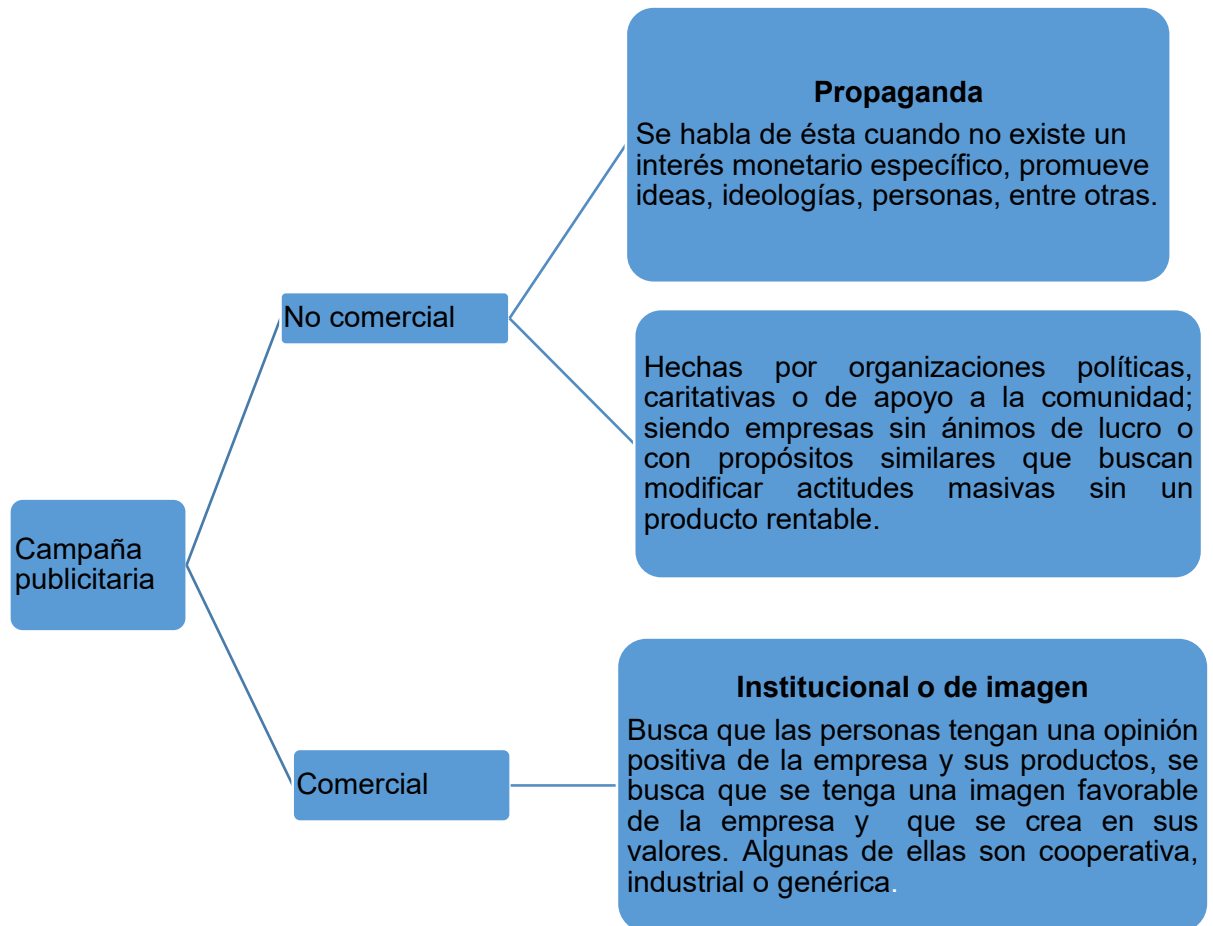 Propaganda
Se habla de ésta cuando no existe un
interés monetario específico, promueve
ideas, ideologías, personas, entre otras.
No comercial
Hechas por organizaciones políticas,
caritativas o de apoyo a la comunidad;
siendo empresas sin ánimos de lucro o
con propósitos similares que buscan
modificar actitudes masivas sin un
producto rentable.
Campaña
publicitaria
Institucional o de imagen
Busca que las personas tengan una opinión
positiva de la empresa y sus productos, se
busca que se tenga una imagen favorable
de la empresa y que se crea en sus
valores. Algunas de ellas son cooperativa,
industrial o genérica.
Comercial